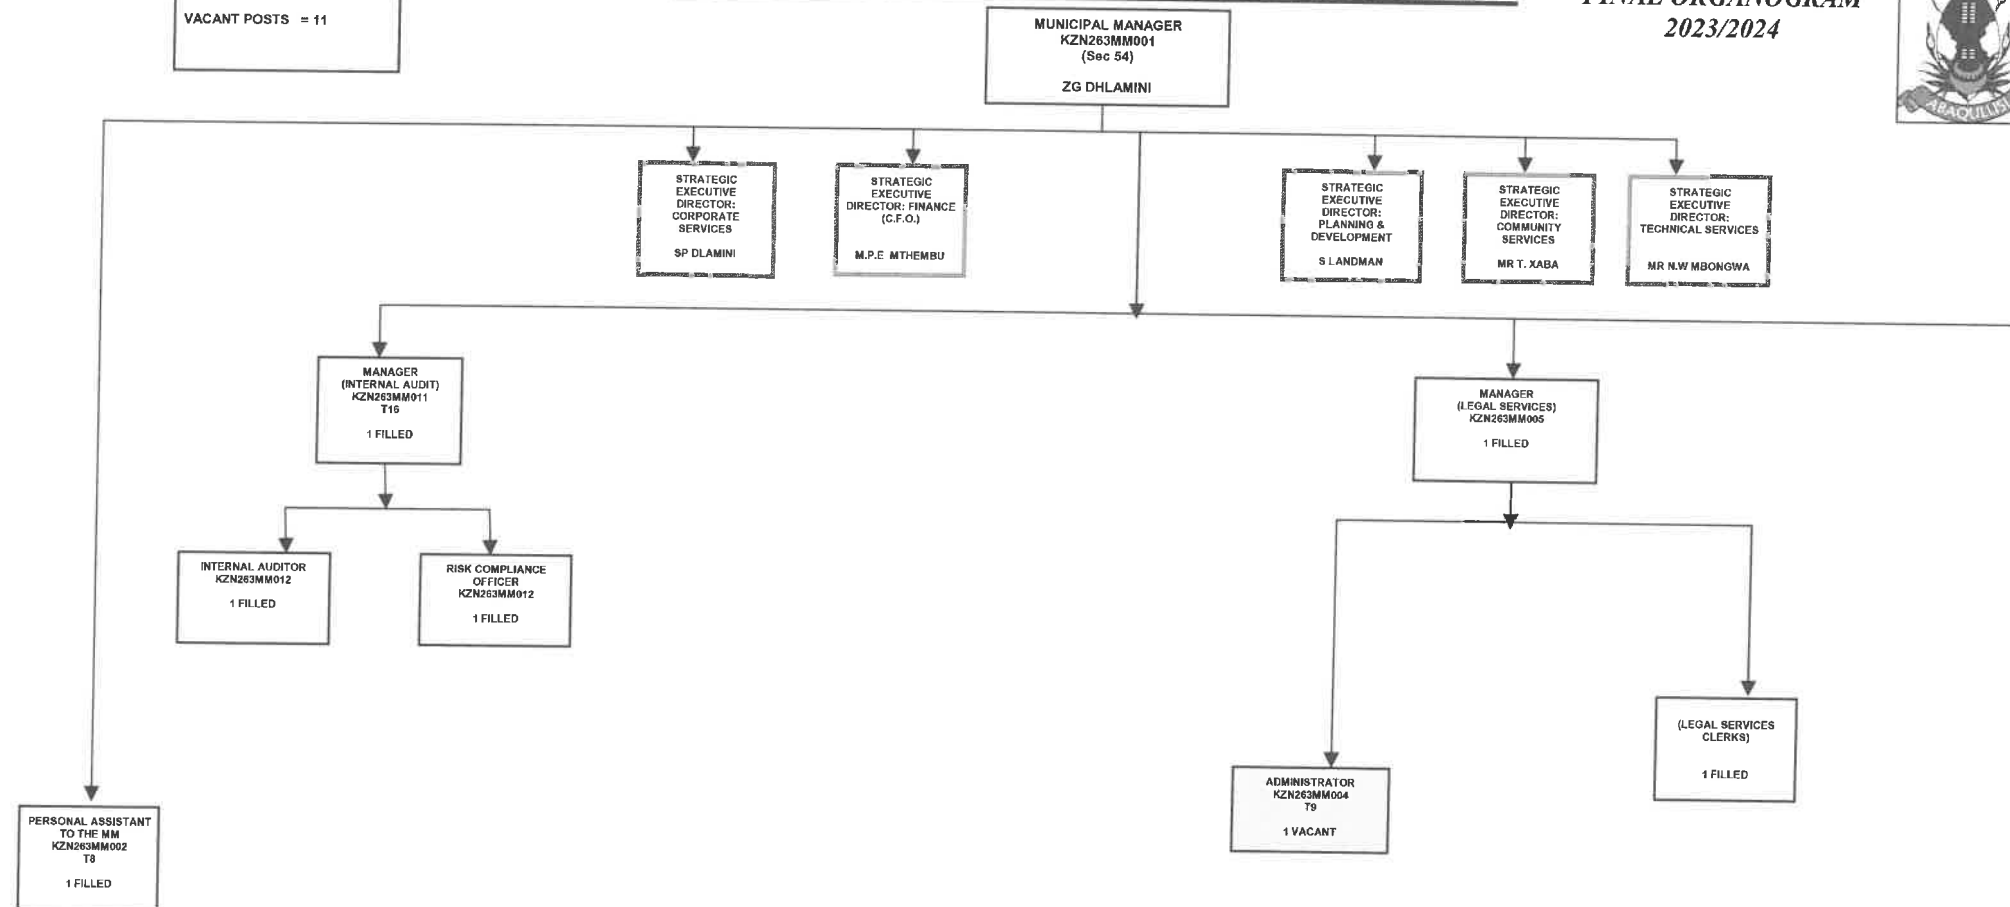 VACANT POSTS = 11
FINAL ORGANOGRAM
2023/2024
MUNICIPAL MANAGER
KZN263MM001
(Sec 54)
ZG DHLAMINI
STRATEGIC
EXECUTIVE
DIRECTOR:
CORPORATE
SERVICES
SP DLAMINI
STRATEGIC
EXECUTIVE
DIRECTOR: FINANCE
(C.F.O.)
M.P.E MTHEMBU
STRATEGIC
EXECUTIVE
DIRECTOR:
PLANNING &
DEVELOPMENT
S LANDMAN
STRATEGIC
EXECUTIVE
DIRECTOR:
COMMUNITY
SERVICES
MR T. XABA
STRATEGIC
EXECUTIVE
DIRECTOR:
TECHNICAL SERVICES
MR N.W MBONGWA
MANAGER
(INTERNAL AUDIT)
KZN263MM011
T16
1 FILLED
MANAGER
(LEGAL SERVICES)
KZN263MM005
1 FILLED
INTERNAL AUDITOR
KZN263MM012
1 FILLED
RISK COMPLIANCE
OFFICER
KZN263MM012
1 FILLED
(LEGAL SERVICES
CLERKS)
1 FILLED
ADMINISTRATOR
KZN263MM004
T9
1 VACANT
PERSONAL ASSISTANT
TO THE MM
KZN263MM002
T8
1 FILLED